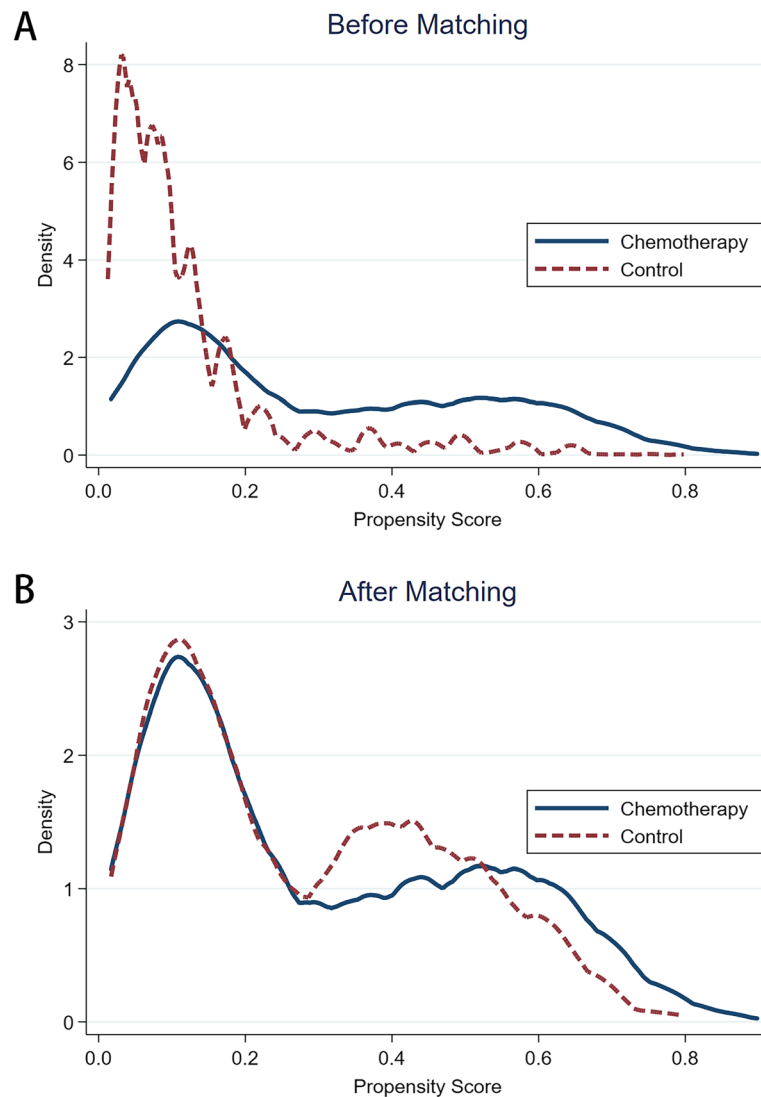 A
Before Matching
8
6
4
2
0
Density
Chemotherapy
Control
0.0 0.2 0.4 0.6 0.8
Propensity Score
B
After Matching
3
2
1
0
Density
Chemotherapy
Control
0.0 0.2 0.4 0.6 0.8
Propensity Score